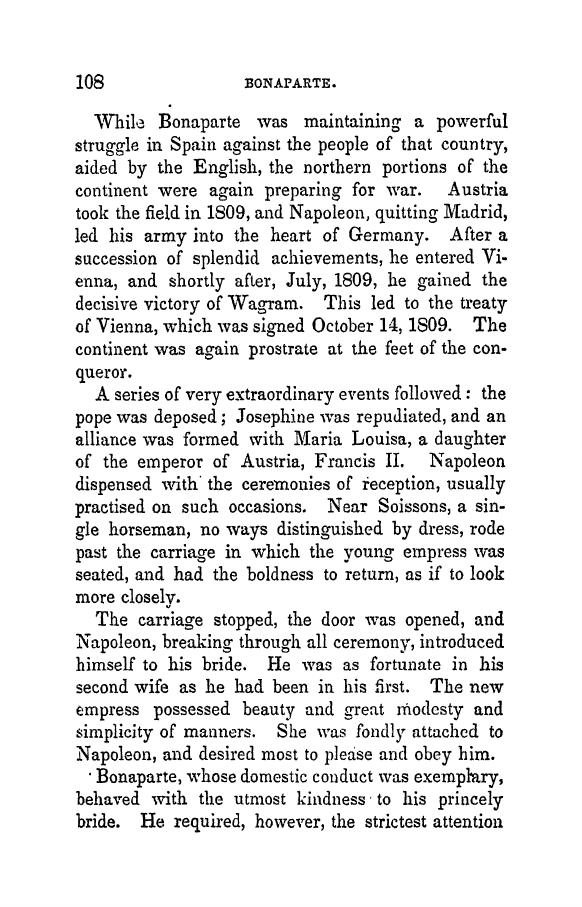 108 BONAPARTE.
While Bonaparte was maintaining a powerful
struggle in Spain against the people of that country,
aided by the English, the northern portions of the
continent were again preparing for war. Austria
took the field in 1809, and Napoleon, quitting Madrid,
led his army into the heart of Germany. After a
succession of splendid achievements, he entered Vi-
enna, and shortly after, July, 1809, he gained the
decisive victory of Wagram. This led to the treaty
of Vienna, which was signed October 14, 1809. The
continent was again prostrate at the feet of the con-
queror.
A series of very extraordinary events followed: the
pope was deposed; Josephine was repudiated, and an
alliance was formed with Maria Louisa, a daughter
of the emperor of Austria, Francis II. Napoleon
dispensed with the ceremonies of reception, usually
practised on such occasions. Near Soissons, a sin-
gle horseman, no ways distinguished by dress, rode
past the carriage in which the young empress was
seated, and had the boldness to return, as if to look
more closely.
The carriage stopped, the door was opened, and
Napoleon, breaking through all ceremony, introduced
himself to his bride. He was as fortunate in his
second wife as he had been in his first. The new
empress possessed beauty and great modesty and
simplicity of manners. She was fondly attached to
Napoleon, and desired most to please and obey him.
Bonaparte, whose domestic conduct was exemplary,
behaved with the utmost kindness to his princely
bride. He required, however, the strictest attention